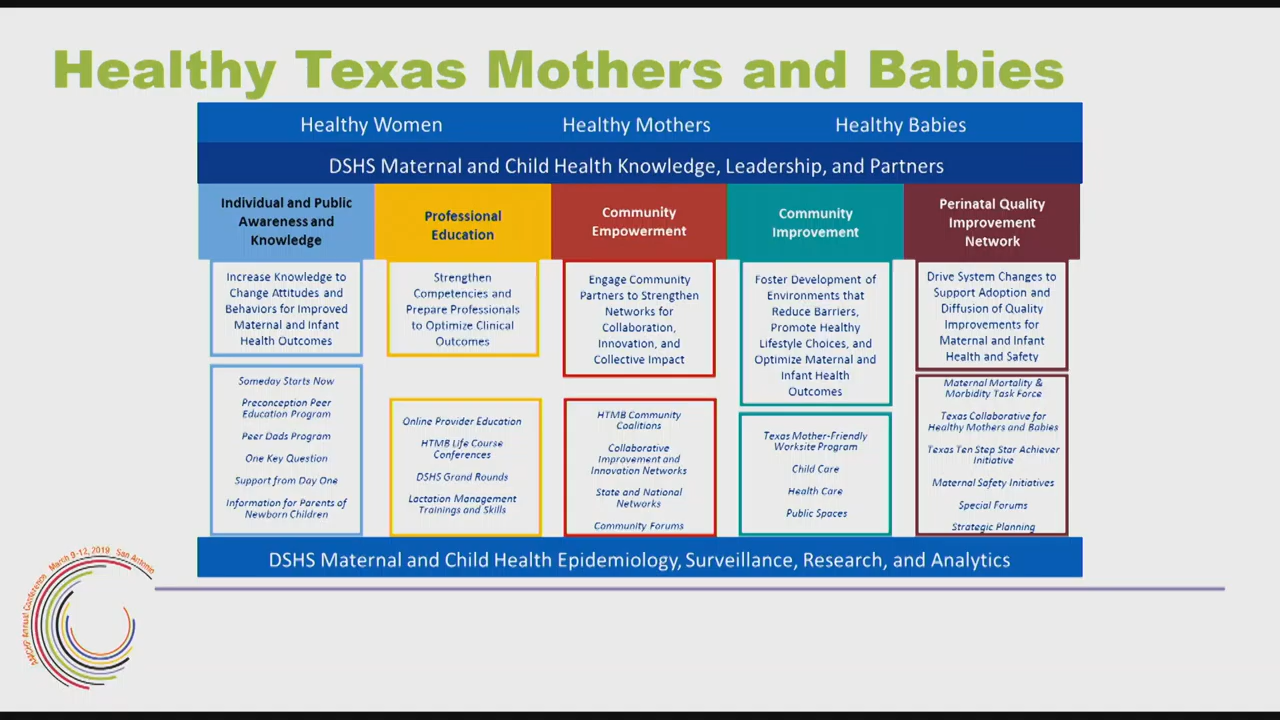 Healthy Texas Mothers and Babies
Healthy Women
Healthy Mothers
Healthy Babies
DSHS Maternal and Child Health Knowledge, Leadership, and Partners
Individual and Public
Awareness and
Knowledge
Increase Knowledge to
Change Attitudes and
Behaviors for Improved
Maternal and Infant
Health Outcomes
Someday Starts Now
Preconception Peer
Education Program
Peer Dads Program
One Key Question
Support from Day One
Information for Parents of
Newborn Children
Professional
Education
Strengthen
Competencies and
Prepare Professionals
to Optimize Clinical
Outcomes
Online Provider Education
HTMB Life Course
Conferences
DSHS Grand Rounds
Lactation Management
Trainings and Skills
Community
Empowerment
Engage Community
Partners to Strengthen
Networks for
Collaboration,
Innovation, and
Collective Impact
HTMB Community
Coalitions
Collaborative
Improvement and
Innovation Networks
State and National
Networks
Community Forums
Community
Improvement
Foster Development of
Environments that
Reduce Barriers,
Promote Healthy
Lifestyle Choices, and
Optimize Maternal and
Infant Health
Outcomes
Texas Mother-Friendly
Worksite Program
Child Care
Health Care
Public Spaces
Perinatal Quality
Improvement
Network
Drive System Changes to
Support Adoption and
Diffusion of Quality
Improvements for
Maternal and Infant
Health and Safety
Maternal Mortality &
Morbidity Task Force
Texas Collaborative for
Healthy Mothers and Babies
Texas Ten Step Star Achiever
Initiative
Maternal Safety Initiatives
Special Forums
Strategic Planning
DSHS Maternal and Child Health Epidemiology, Surveillance, Research, and Analytics
AMCHP Annual Conference March 9-12, 2019 San Antonio